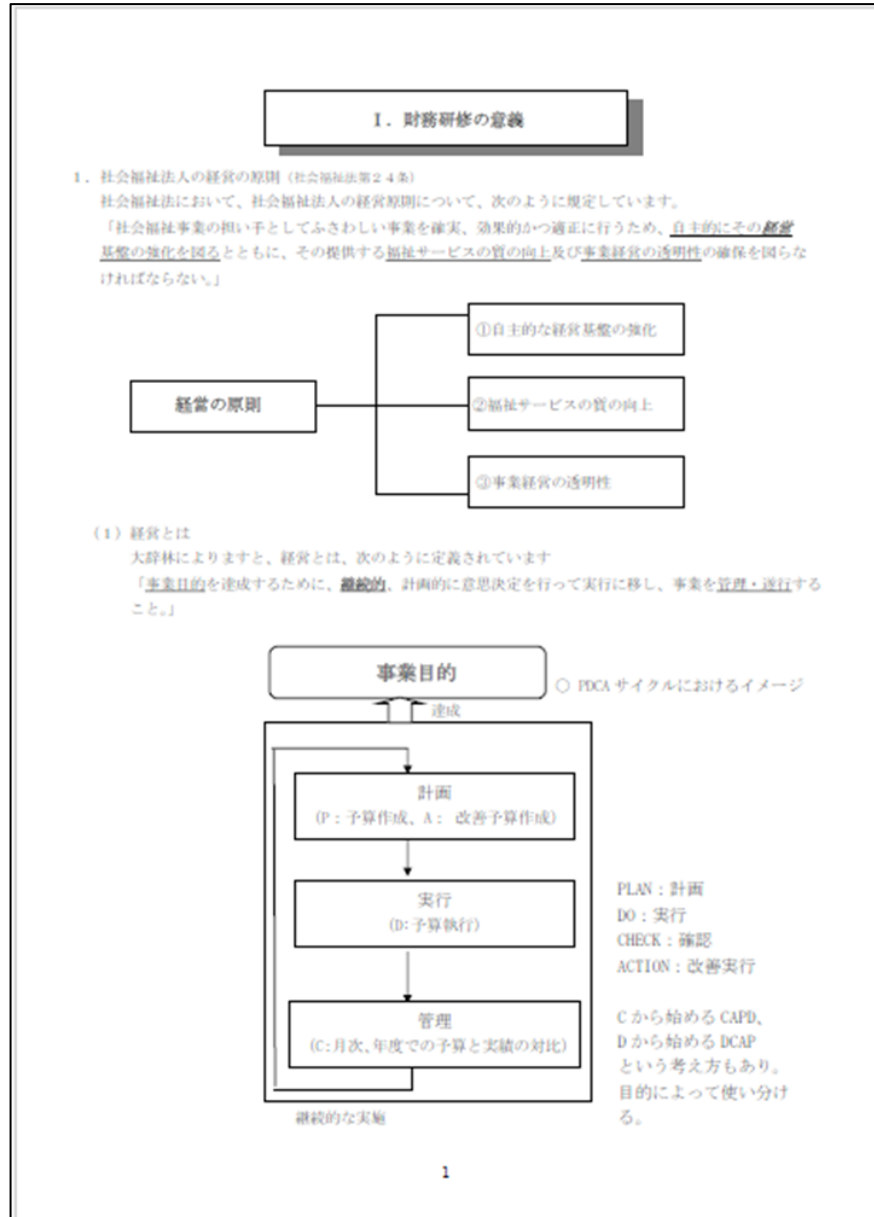 Ⅰ．財務研修の意義
1．社会福祉法人の経営の原則（社会福祉法第24条）
社会福祉法において、社会福祉法人の経営原則について、次のように規定しています。
「社会福祉事業の担い手としてふさわしい事業を確実、効果的かつ適正に行うため、自主的にその経営
基盤の強化を図るとともに、その提供する福祉サービスの質の向上及び事業経営の透明性の確保を図らな
ければならない。」
①自主的な経営基盤の強化
経営の原則
②福祉サービスの質の向上
③事業経営の透明性
（1）経営とは
大辞林によりますと、経営とは、次のように定義されています
「事業目的を達成するために、継続的、計画的に意思決定を行って実行に移し、事業を管理・遂行する
こと。」
事業目的
○ PDCAサイクルにおけるイメージ
達成
計画
(P：予算作成、A： 改善予算作成)
実行
(D:予算執行)
管理
(C:月次、年度での予算と実績の対比)
PLAN：計画
DO：実行
CHECK：確認
ACTION：改善実行
Cから始めるCAPD、
Dから始めるDCAP
という考え方もあり。
目的によって使い分け
る。
継続的な実施
1